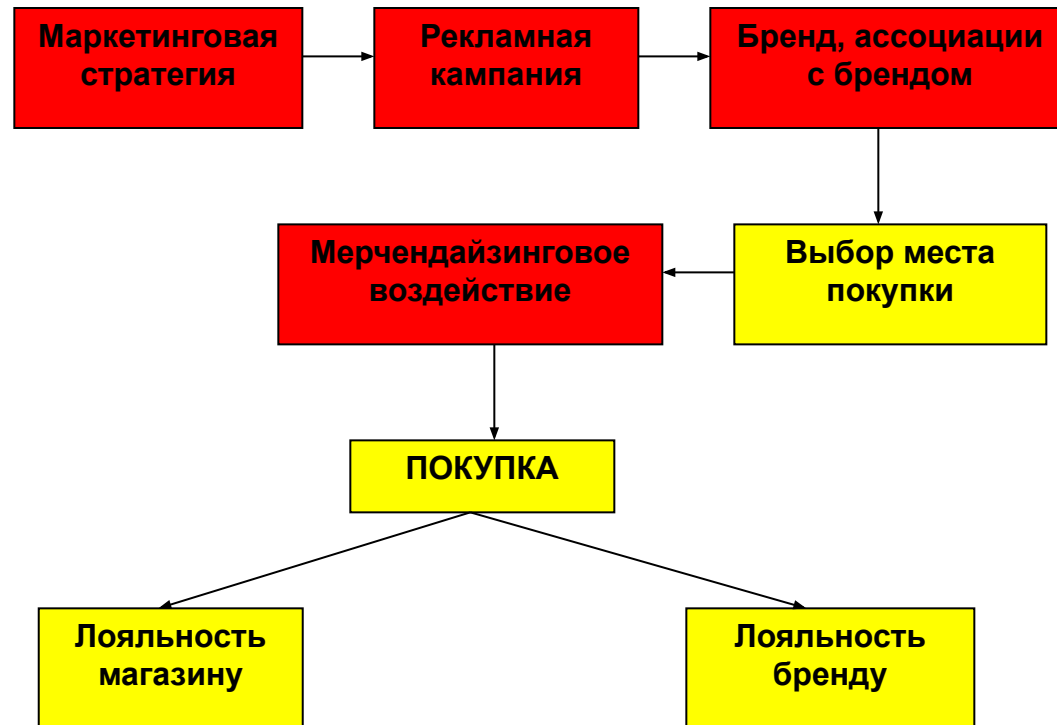 Маркетинговая
стратегия
Рекламная
кампания
Бренд, ассоциации
с брендом
Мерчендайзинговое
воздействие
Выбор места
покупки
ПОКУПКА
Лояльность
магазину
Лояльность
бренду